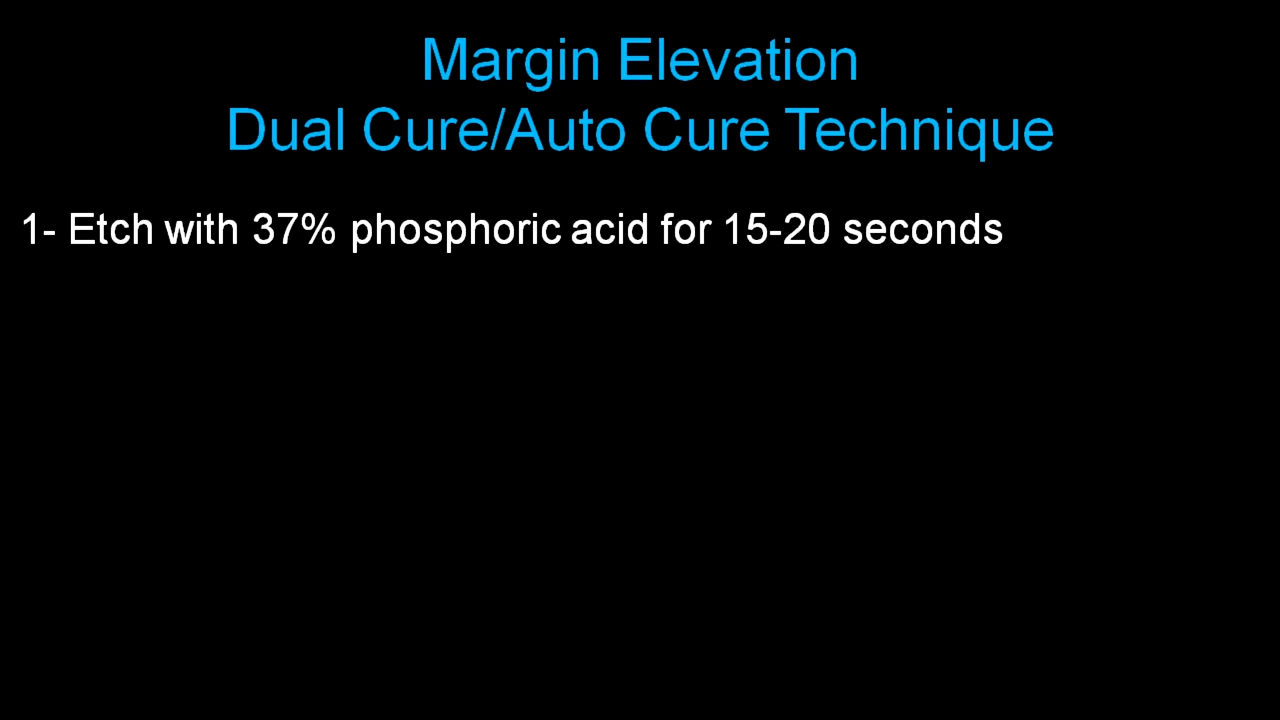 Margin Elevation
Dual Cure/Auto Cure Technique
1- Etch with 37% phosphoric acid for 15-20 seconds